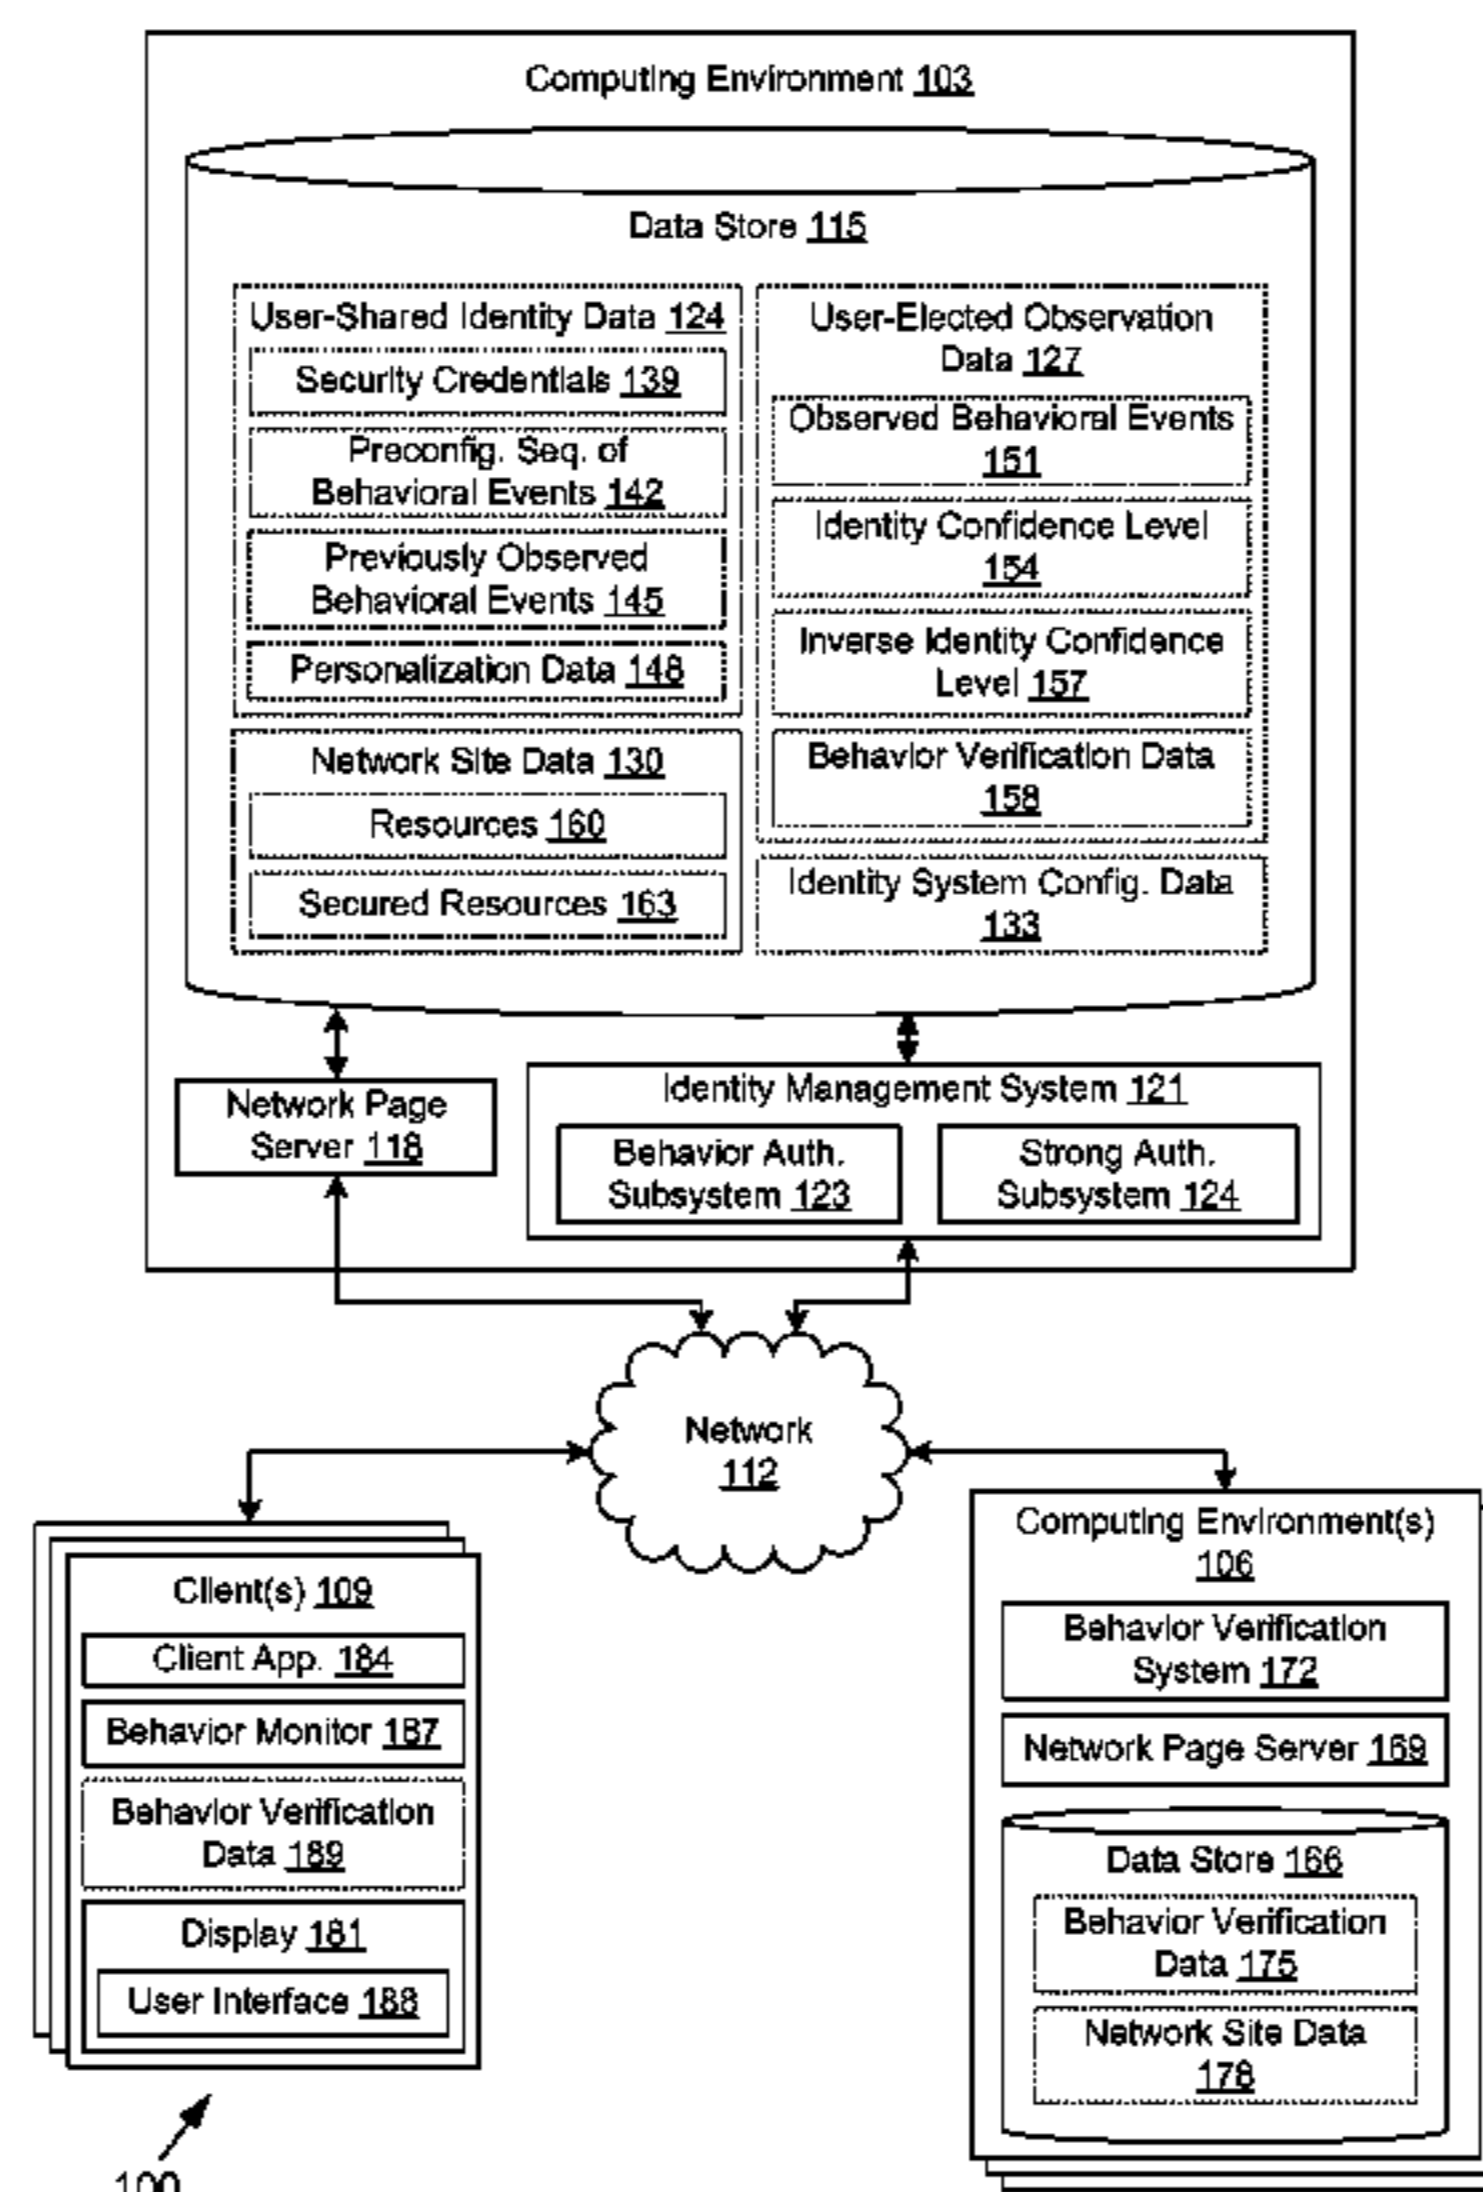 Computing Environment 103
Data Store 115
User-Shared Identity Data 124
Security Credentials 139
Preconfig. Seq. of
Behavioral Events 142
Previously Observed
Behavioral Events 145
Personalization Data 148
Network Site Data 130
Resources 160
Secured Resources 163
User-Elected Observation
Data 127
Observed Behavioral Events
151
Identity Confidence Level
154
Inverse Identity Confidence
Level 157
Behavior Verification Data
158
Identity System Config. Data
133
Network Page
Server 118
Identity Management System 121
Behavior Auth.
Subsystem 123
Strong Auth.
Subsystem 124
Network
112
Client(s) 109
Client App. 184
Behavior Monitor 187
Behavior Verification
Data 189
Display 181
User Interface 188
Computing Environment(s)
106
Behavior Verification
System 172
Network Page Server 169
Data Store 166
Behavior Verification
Data 175
Network Site Data
178
100